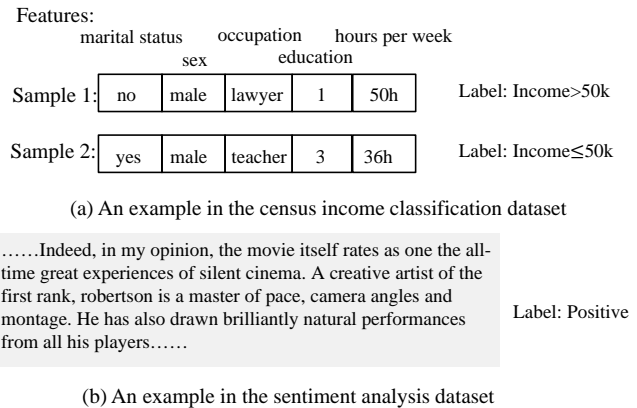 Features:
marital status sex occupation education hours per week
Sample 1: no male lawyer 1 50h Label: Income>50k
Sample 2: yes male teacher 3 36h Label: Income≤50k
(a) An example in the census income classification dataset
……Indeed, in my opinion, the movie itself rates as one the all-
time great experiences of silent cinema. A creative artist of the
first rank, robertson is a master of pace, camera angles and
montage. He has also drawn brilliantly natural performances
from all his players……
Label: Positive
(b) An example in the sentiment analysis dataset